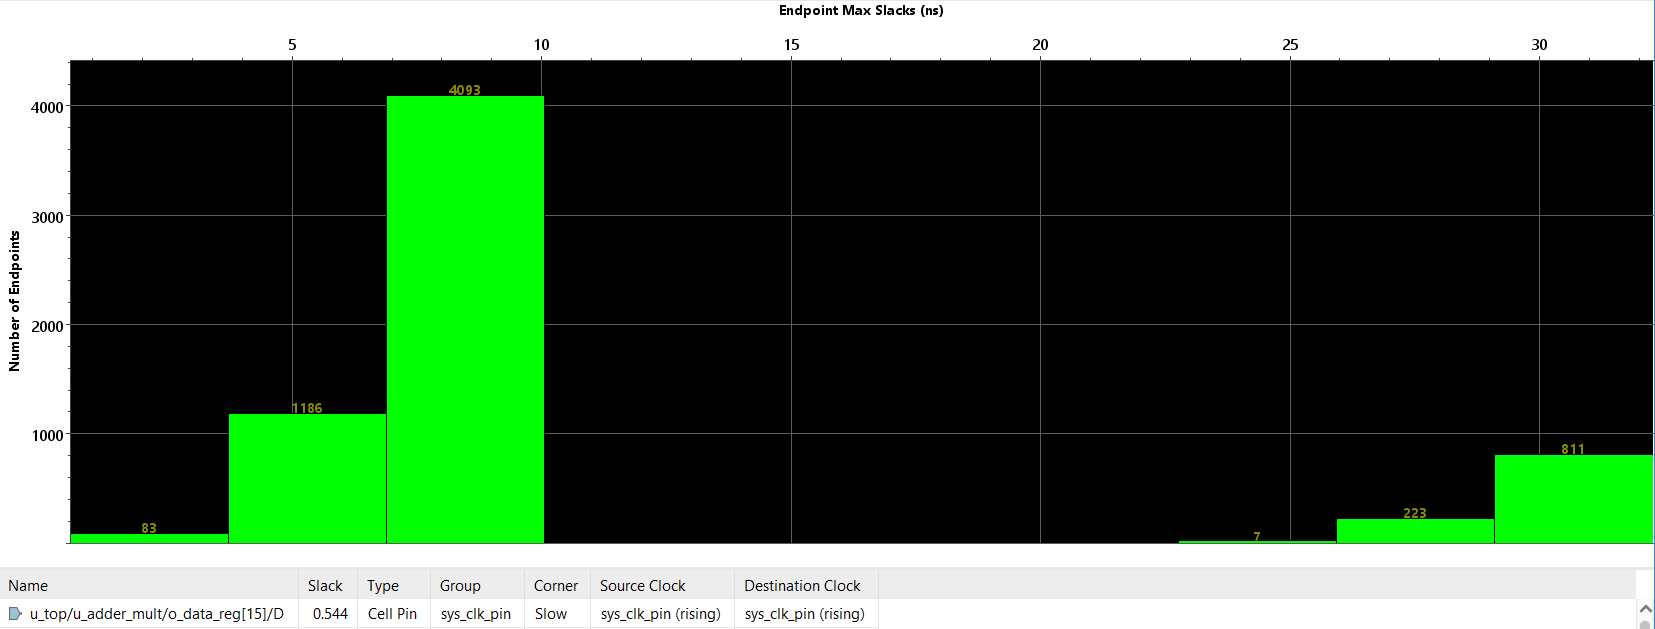 Endpoint Max Slacks (ns)
5 10 15 20 25 30
Number of Endpoints
4000
3000
2000
1000
83
1186
4093
7
223
811
Name Slack Type Group Corner Source Clock Destination Clock
u_top/u_adder_mult/o_data_reg[15]/D 0.544 Cell Pin sys_clk_pin Slow sys_clk_pin (rising) sys_clk_pin (rising)